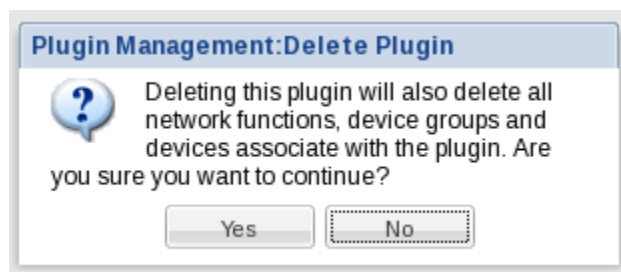 Plugin Management:Delete Plugin
Deleting this plugin will also delete all
network functions, device groups and
devices associate with the plugin. Are
you sure you want to continue?
Yes
No